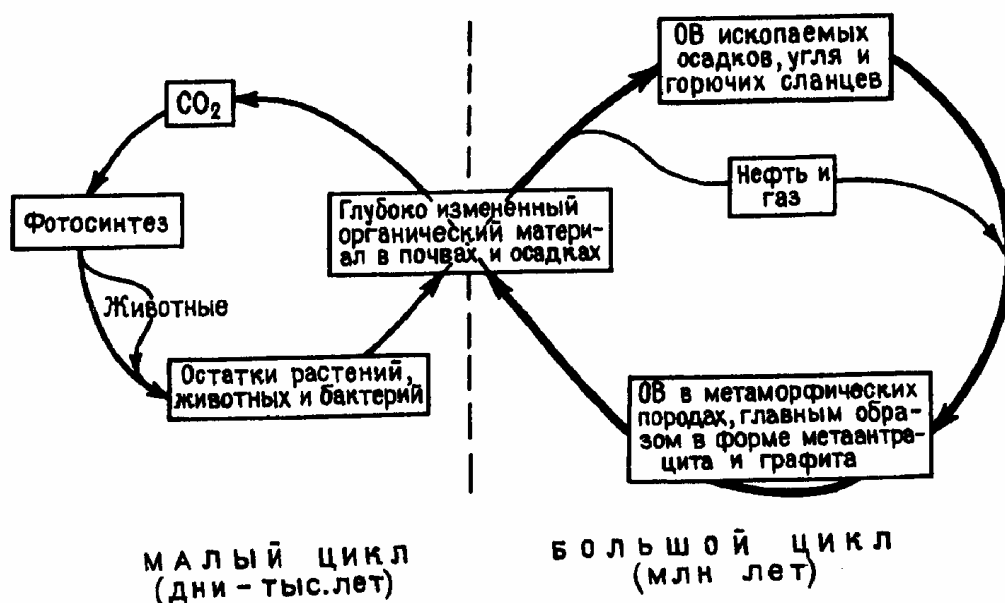 CO₂
Фотосинтез
Животные
Остатки растений,
животных и бактерий
Глубоко измененный
органический матери-
ал в почвах и осадках
ОВ ископаемых
осадков, угля и
горючих сланцев
Нефть и
газ
ОВ в метаморфических
породах, главным обра-
зом в форме метаантра-
цита и графита
МАЛЫЙ ЦИКЛ
(дни – тыс. лет)
БОЛЬШОЙ ЦИКЛ
(млн лет)